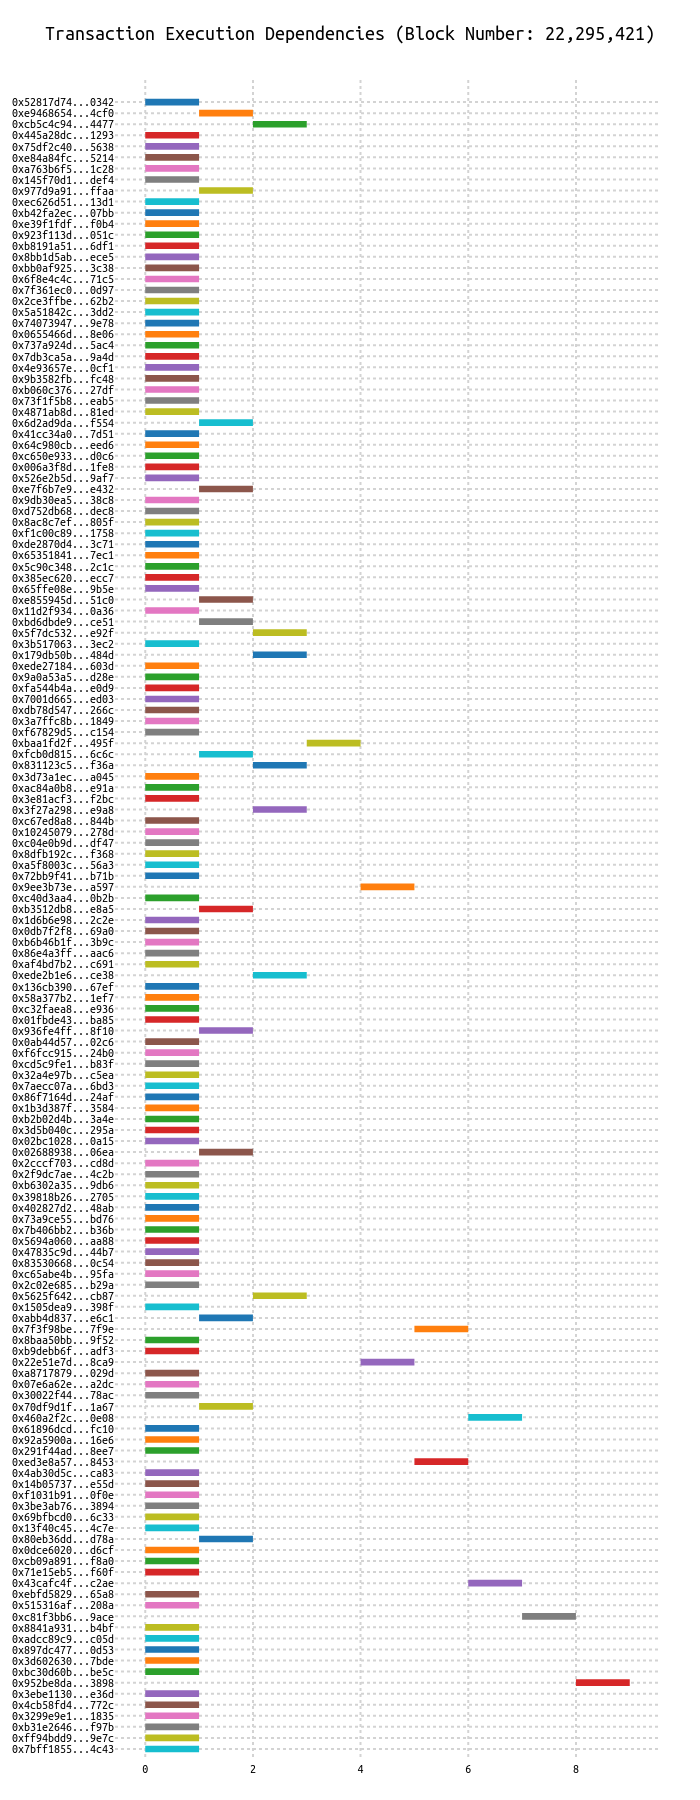 Transaction Execution Dependencies (Block Number: 22,295,421)
0x52817d74...0342
0xe9468654...4cf0
0xcb5c4c94...4477
0x445a28dc...1293
0x75df2c40...5638
0xe84a84fc...5214
0xa763b6f5...1c28
0x145f70d1...def4
0x977d9a91...ffaa
0xec626d51...13d1
0xb42fa2ec...07bb
0xe39f1fdf...f0b4
0x923f113d...051c
0xb8191a51...6df1
0x8bb1d5ab...ece5
0xbb0af925...3c38
0x6f8e4c4c...71c5
0x7f361ec0...0d97
0x2ce3ffbe...62b2
0x5a51842c...3dd2
0x74073947...9e78
0x0655466d...8e06
0x737a924d...5ac4
0x7db3ca5a...9a4d
0x4e93657e...0cf1
0x9b3582fb...fc48
0xb060c376...27df
0x73f1f5b8...eab5
0x4871ab8d...81ed
0x6d2ad9da...f554
0x41cc34a0...7d51
0x64c980cb...eed6
0xc650e933...d0c6
0x006a3f8d...1fe8
0x526e2b5d...9af7
0xe7f6b7e9...e432
0x9db30ea5...38c8
0xd752db68...dec8
0x8ac8c7ef...805f
0xf1c00c89...1758
0xde2870d4...3c71
0x65351841...7ec1
0x5c90c348...2c1c
0x385ec620...ecc7
0x65ffe08e...9b5e
0xe855945d...51c0
0x11d2f934...0a36
0xbd6dbde9...ce51
0x5f7dc532...e92f
0x3b517063...3ec2
0x179db50b...484d
0xede27184...603d
0x9a0a53a5...d28e
0xfa544b4a...e0d9
0x7001d665...ed03
0xdb78d547...266c
0x3a7ffc8b...1849
0xf67829d5...c154
0xbaa1fd2f...495f
0xfcb0d815...6c6c
0x831123c5...f36a
0x3d73a1ec...a045
0xac84a0b8...e91a
0x3e81acf3...f2bc
0x3f27a298...e9a8
0xc67ed8a8...844b
0x10245079...278d
0xc04e0b9d...df47
0x8dfb192c...f368
0xa5f8003c...56a3
0x72bb9f41...b71b
0x9ee3b73e...a597
0xc40d3aa4...0b2b
0xb3512db8...e8a5
0x1d6b6e98...2c2e
0x0db7f2f8...69a0
0xb6b46b1f...3b9c
0x86e4a3ff...aac6
0xaf4bd7b2...c691
0xede2b1e6...ce38
0x136cb390...67ef
0x58a377b2...1ef7
0xc32faea8...e936
0x01fbde43...ba85
0x936fe4ff...8f10
0x0ab44d57...02c6
0xf6fcc915...24b0
0xcd5c9fe1...b83f
0x32a4e97b...c5ea
0x7aecc07a...6bd3
0x86f7164d...24af
0x1b3d387f...3584
0xb2b02d4b...3a4e
0x3d5b040c...295a
0x02bc1028...0a15
0x02688938...06ea
0x2cccf703...cd8d
0x2f9dc7ae...4c2b
0xb6302a35...9db6
0x39818b26...2705
0x402827d2...48ab
0x73a9ce55...bd76
0x7b406bb2...b36b
0x5694a060...aa88
0x47835c9d...44b7
0x83530668...0c54
0xc65abe4b...95fa
0x2c02e685...b29a
0x5625f642...cb87
0x1505dea9...398f
0xabb4d837...e6c1
0x7f3f98be...7f9e
0x8baa50bb...9f52
0xb9debb6f...adf3
0x22e51e7d...8ca9
0xa8717879...029d
0x07e6a62e...a2dc
0x30022f44...78ac
0x70df9d1f...1a67
0x460a2f2c...0e08
0x61896dcd...fc10
0x92a5900a...16e6
0x291f44ad...8ee7
0xed3e8a57...8453
0x4ab30d5c...ca83
0x14b05737...e55d
0xf1031b91...0f0e
0x3be3ab76...3894
0x69bfbcd0...6c33
0x13f40c45...4c7e
0x80eb36dd...d78a
0x0dce6020...d6cf
0xcb09a891...f8a0
0x71e15eb5...f60f
0x43cafc4f...c2ae
0xebfd5829...65a8
0x515316af...208a
0xc81f3bb6...9ace
0x8841a931...b4bf
0xadcc89c9...c05d
0x897dc477...0d53
0x3d602630...7bde
0xbc30d60b...be5c
0x952be8da...3898
0x3ebe1130...e36d
0x4cb58fd4...772c
0x3299e9e1...1835
0xb31e2646...f97b
0xff94bdd9...9e7c
0x7bff1855...4c43
0 2 4 6 8